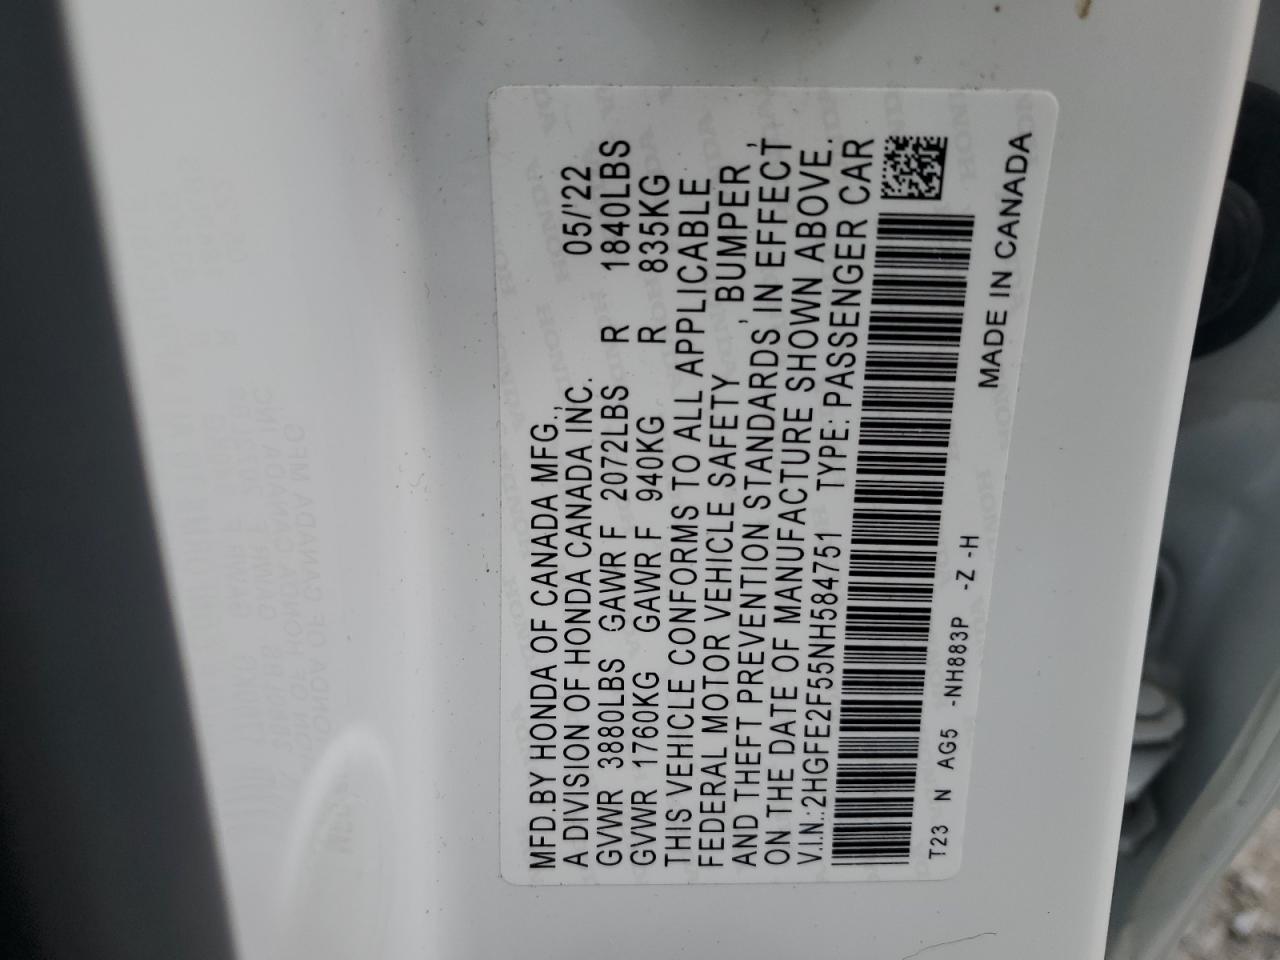 MFD.BY HONDA OF CANADA MFG., 05/'22
A DIVISION OF HONDA CANADA INC.
GVWR 3880LBS GAWR F 2072LBS R 1840LBS
GVWR 1760KG GAWR F 940KG R 835KG
THIS VEHICLE CONFORMS TO ALL APPLICABLE
FEDERAL MOTOR VEHICLE SAFETY , BUMPER ,
AND THEFT PREVENTION STANDARDS IN EFFECT
ON THE DATE OF MANUFACTURE SHOWN ABOVE.
V.I.N.:2HGFE2F55NH584751 TYPE: PASSENGER CAR
T23 N AG5 -NH883P -Z -H
MADE IN CANADA